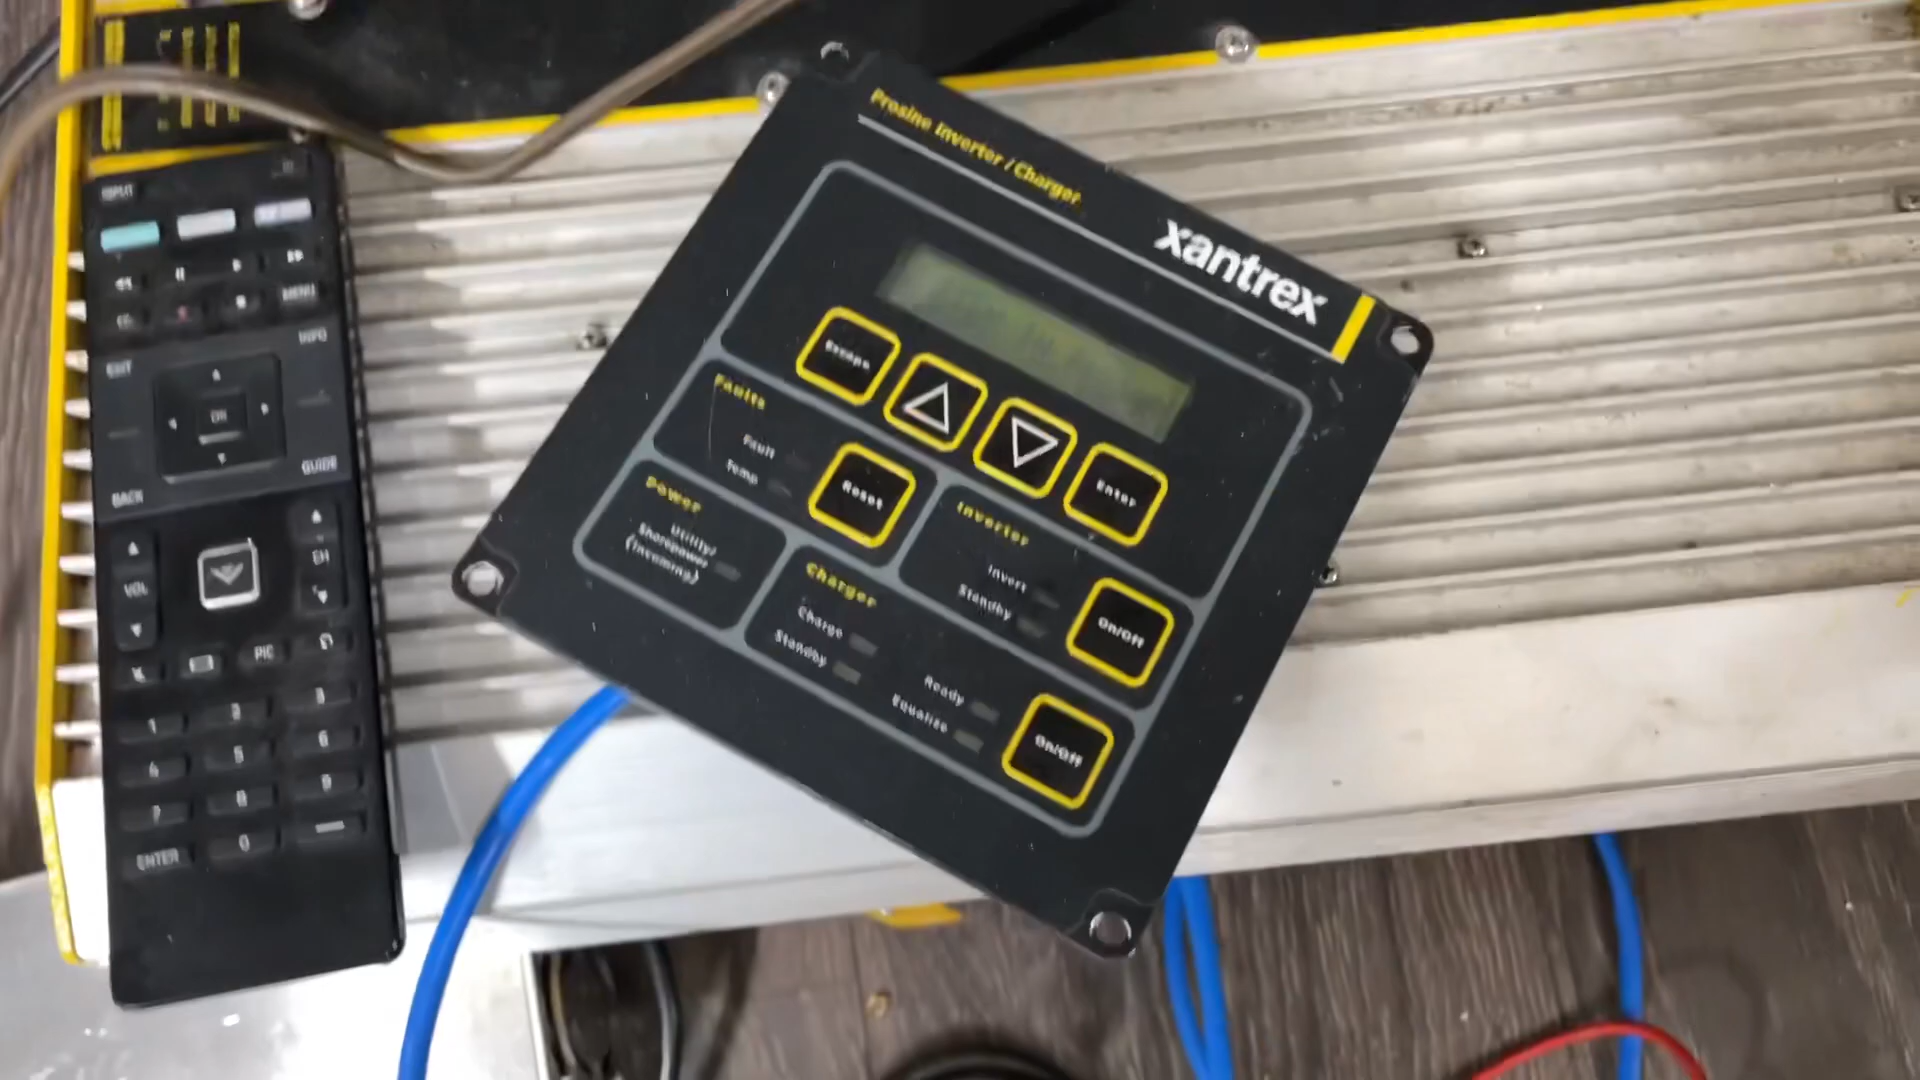 Prosine Inverter / Charger
xantrex
Escape
Enter
Faults
Fault
Temp
Reset
Power
Utility/
Shorepower
(Incoming)
Inverter
Invert
Standby
On/Off
Charger
Charge
Standby
Ready
Equalize
On/Off
INPUT
MENU
EXIT
INFO
OK
BACK
GUIDE
VOL
CH
PIC
1 2 3
4 5 6
7 8 9
ENTER 0